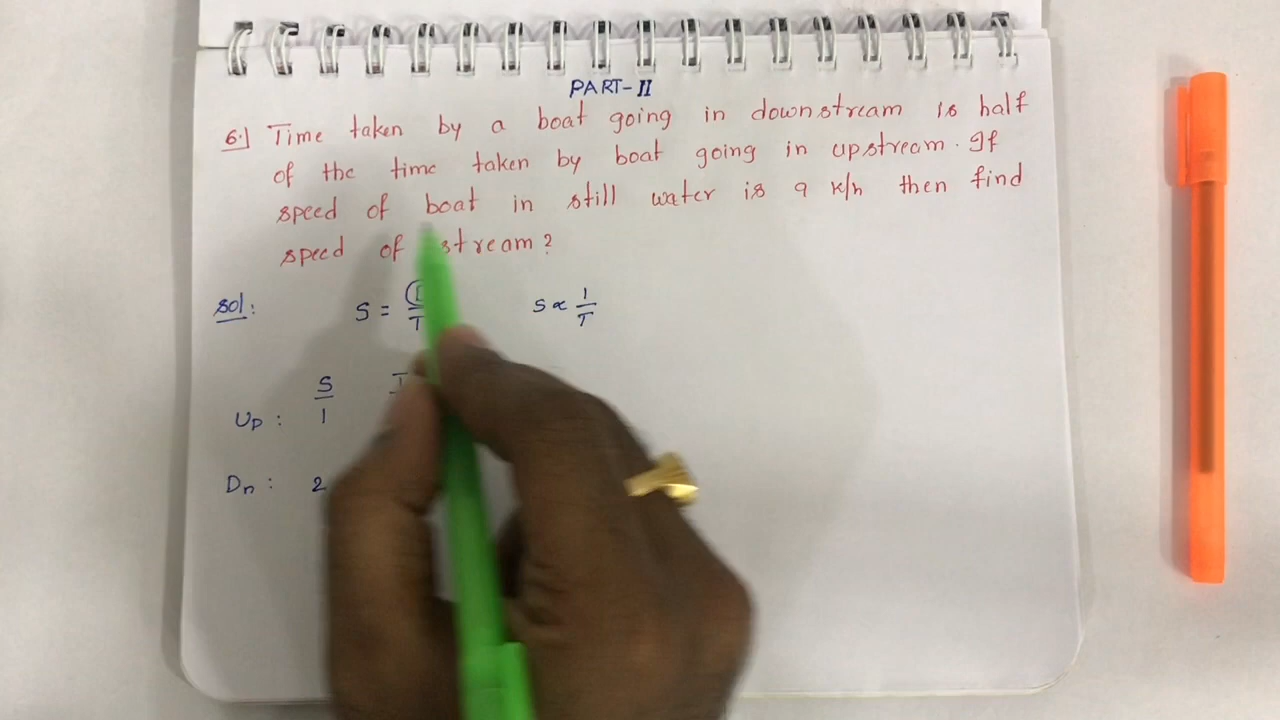 PART-II
6.) Time taken by a boat going in downstream is half
of the time taken by boat going in upstream. If
speed of boat in still water is 9 k/h then find
speed of stream?
Sol: S = T S ∝ 1/T
S
Up: 1
Dn: 2